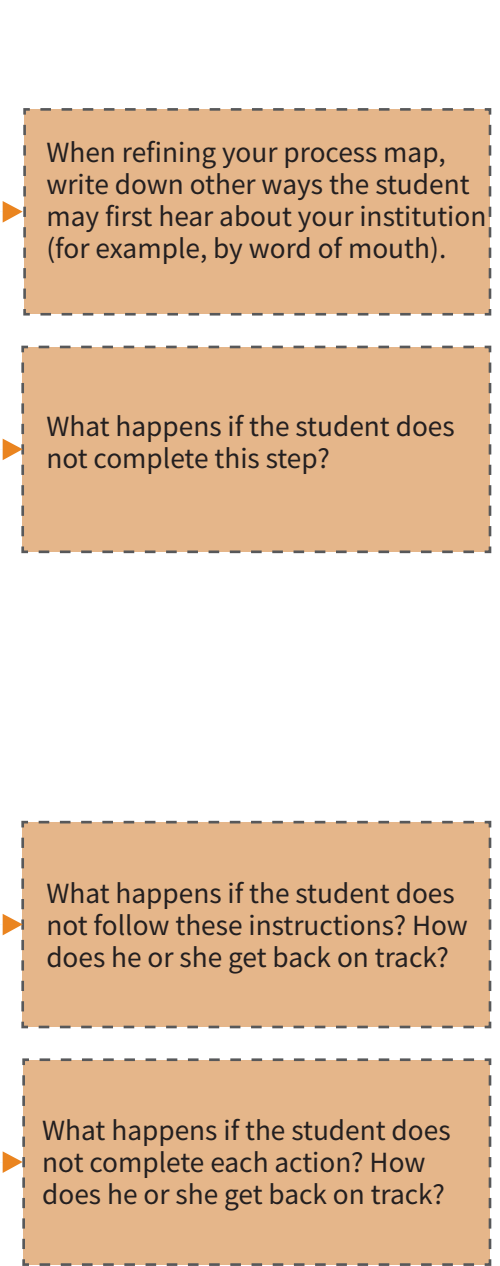 When refining your process map,
write down other ways the student
may first hear about your institution
(for example, by word of mouth).
What happens if the student does
not complete this step?
What happens if the student does
not follow these instructions? How
does he or she get back on track?
What happens if the student does
not complete each action? How
does he or she get back on track?